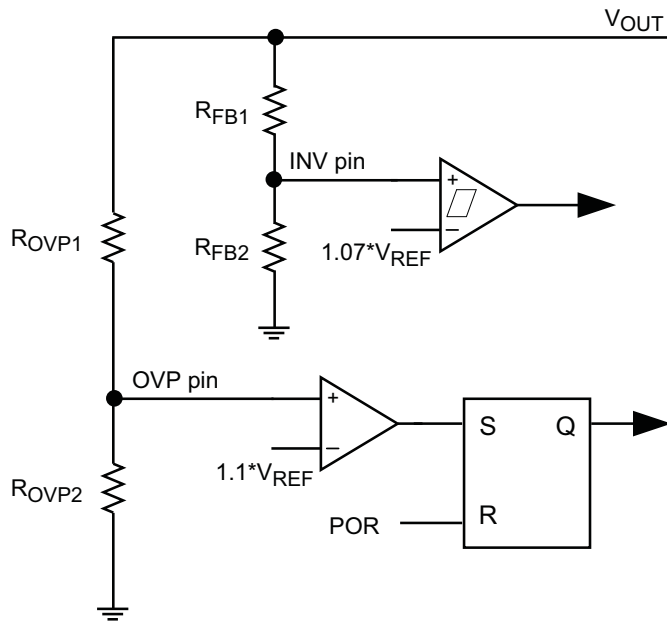 VOUT
RFB1
INV pin
+
ROVP1
RFB2
−
1.07*VREF
OVP pin
+
−
1.1*VREF
S
Q
ROVP2
POR
R